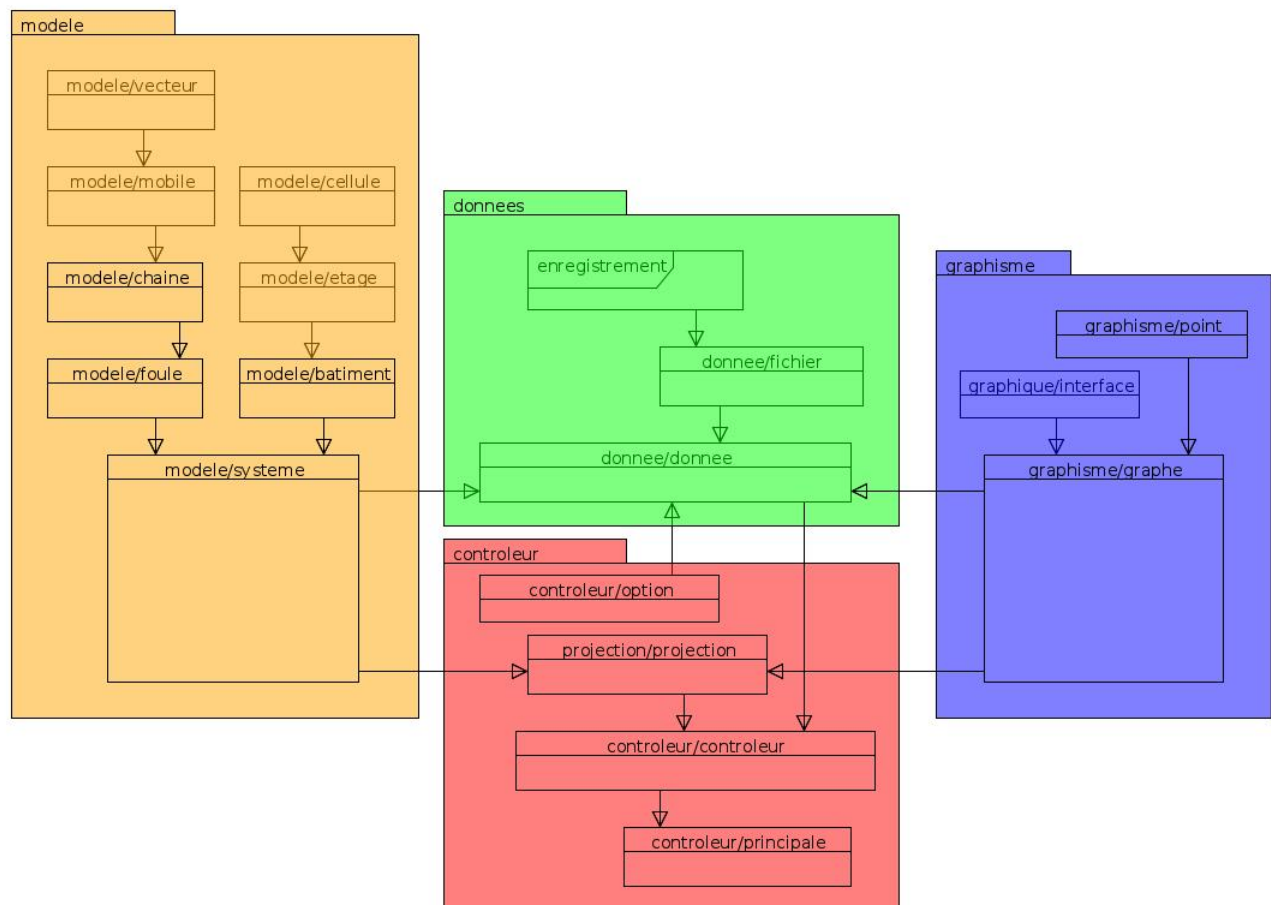 modele
modele/vecteur
modele/mobile
modele/cellule
modele/chaine
modele/etage
modele/foule
modele/batiment
modele/systeme
donnees
enregistrement
donnee/fichier
donnee/donnee
controleur
controleur/option
projection/projection
controleur/controleur
controleur/principale
graphisme
graphisme/point
graphique/interface
graphisme/graphe